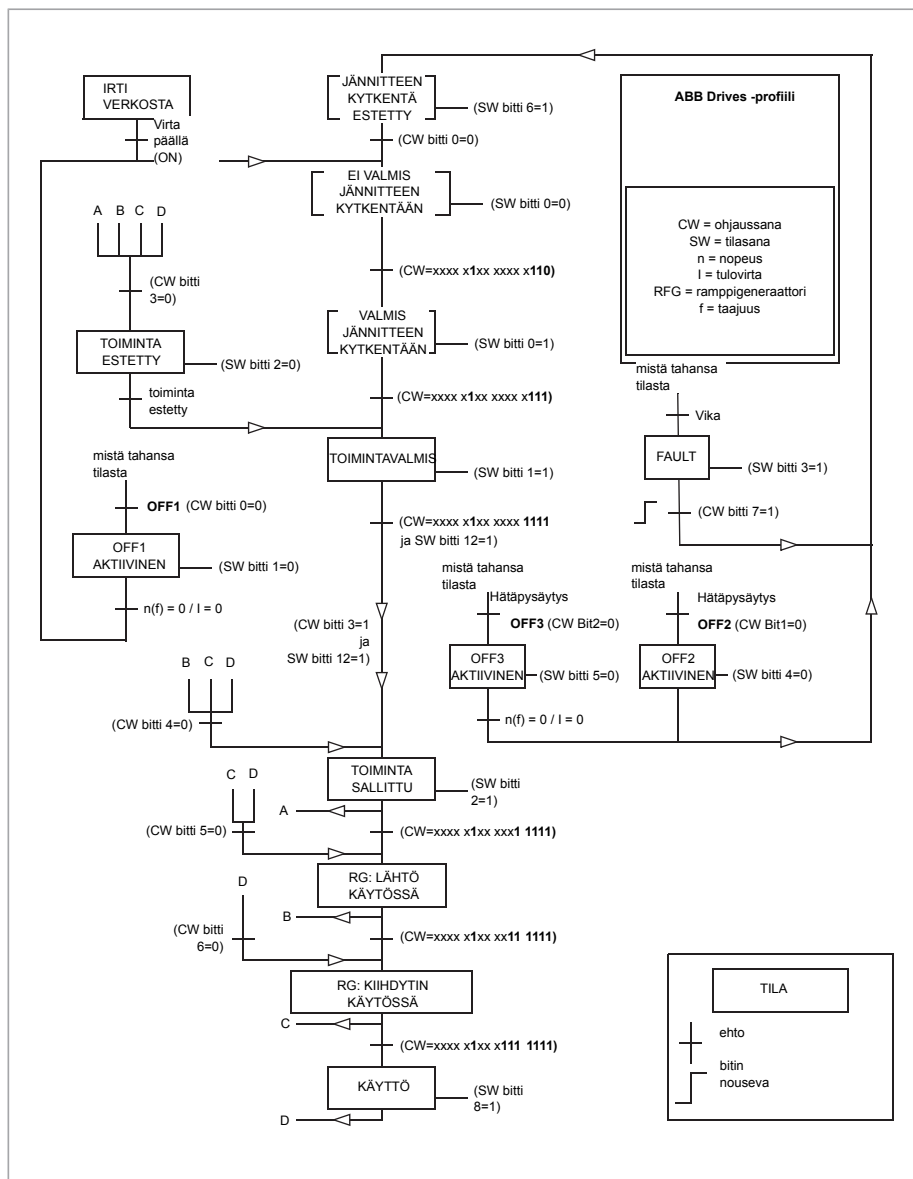 IRTI
VERKOSTA
Virta
päällä
(ON)
JÄNNITTEEN
KYTKENTÄ
ESTETTY
(SW bitti 6=1)
(CW bitti 0=0)
EI VALMIS
JÄNNITTEEN
KYTKENTÄÄN
(SW bitti 0=0)
(CW=xxxx x1xx xxxx x110)
VALMIS
JÄNNITTEEN
KYTKENTÄÄN
(SW bitti 0=1)
(CW=xxxx x1xx xxxx x111)
ABB Drives -profiili
CW = ohjaussana
SW = tilasana
n = nopeus
I = tulovirta
RFG = ramppigeneraattori
f = taajuus
A B C D
(CW bitti
3=0)
TOIMINTA
ESTETTY
(SW bitti 2=0)
toiminta
estetty
TOIMINTAVALMIS
(SW bitti 1=1)
(CW=xxxx x1xx xxxx 1111
ja SW bitti 12=1)
mistä tahansa
tilasta
Vika
FAULT
(SW bitti 3=1)
(CW bitti 7=1)
mistä tahansa
tilasta
OFF1 (CW bitti 0=0)
OFF1
AKTIIVINEN
(SW bitti 1=0)
n(f) = 0 / I = 0
(CW bitti 3=1
ja
SW bitti 12=1)
mistä tahansa
tilasta
Hätäpysäytys
OFF3 (CW Bit2=0)
OFF3
AKTIIVINEN
(SW bitti 5=0)
n(f) = 0 / I = 0
mistä tahansa
tilasta
Hätäpysäytys
OFF2 (CW Bit1=0)
OFF2
AKTIIVINEN
(SW bitti 4=0)
B C D
(CW bitti 4=0)
TOIMINTA
SALLITTU
(SW bitti
2=1)
A
C D
(CW bitti 5=0)
(CW=xxxx x1xx xxx1 1111)
RG: LÄHTÖ
KÄYTÖSSÄ
B
D
(CW bitti
6=0)
(CW=xxxx x1xx xx11 1111)
RG: KIIHDYTIN
KÄYTÖSSÄ
C
(CW=xxxx x1xx x111 1111)
KÄYTTÖ
(SW bitti
8=1)
D
TILA
ehto
bitin
nouseva